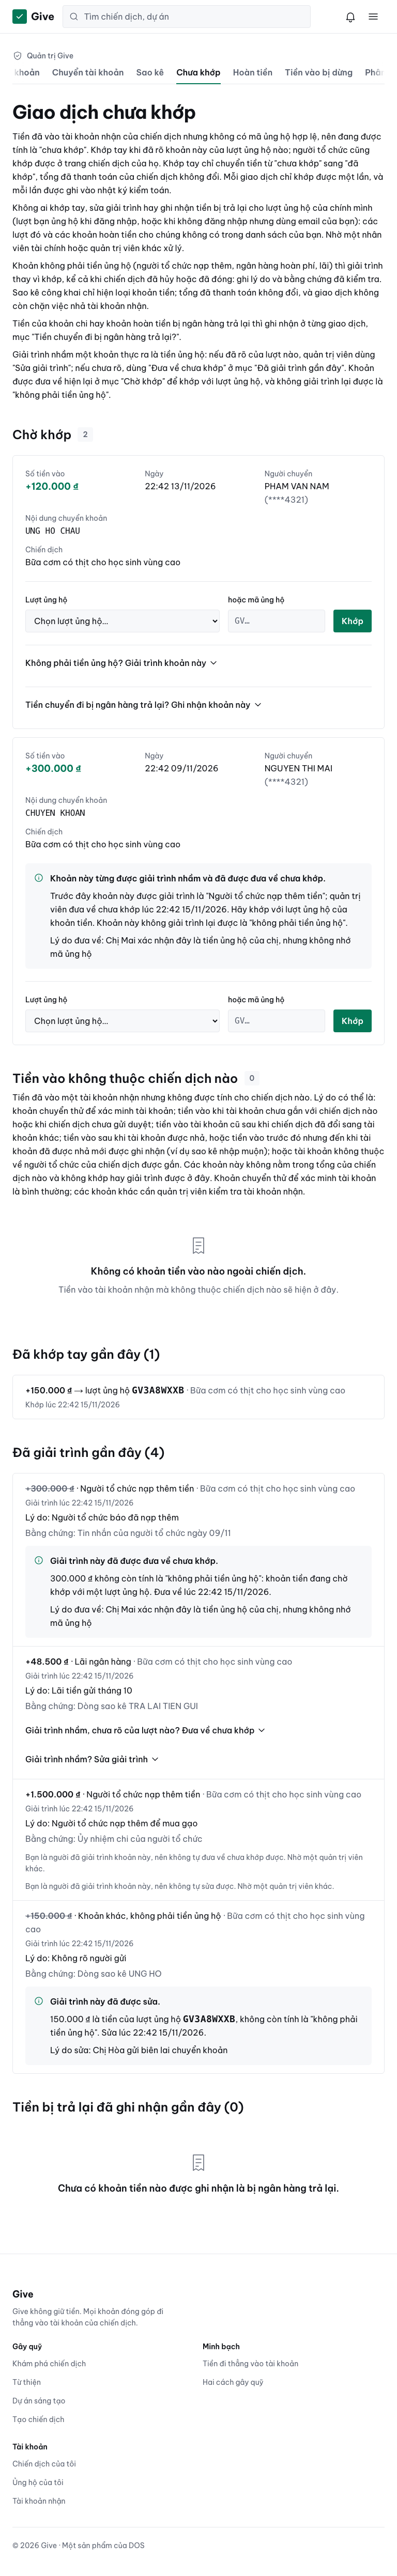 Give
Tìm chiến dịch, dự án
Quản trị Give
khoản Chuyển tài khoản Sao kê Chưa khớp Hoàn tiền Tiền vào bị dừng
Giao dịch chưa khớp
Tiền đã vào tài khoản nhận của chiến dịch nhưng không có mã ủng hộ hợp lệ, nên đang được
tính là "chưa khớp". Khớp tay khi đã rõ khoản này của lượt ủng hộ nào; người tổ chức cũng
khớp được ở trang chiến dịch của họ. Khớp tay chỉ chuyển tiền từ "chưa khớp" sang "đã
khớp", tổng đã thanh toán của chiến dịch không đổi. Mỗi giao dịch chỉ khớp được một lần, và
mỗi lần được ghi vào nhật ký kiểm toán.
Không ai khớp tay, sửa giải trình hay ghi nhận tiền bị trả lại cho lượt ủng hộ của chính mình
(lượt bạn ủng hộ khi đăng nhập, hoặc khi không đăng nhập nhưng dùng email của bạn): các
lượt đó và các khoản hoàn tiền cho chúng không có trong danh sách của bạn. Nhờ một nhân
viên tài chính hoặc quản trị viên khác xử lý.
Khoản không phải tiền ủng hộ (người tổ chức nạp thêm, ngân hàng hoàn phí, lãi) thì giải trình
thay vì khớp, kể cả khi chiến dịch đã hủy hoặc đã đóng: ghi lý do và bằng chứng đã kiểm tra.
Sao kê công khai chỉ hiện loại khoản tiền; tổng đã thanh toán không đổi, và giao dịch không
còn chặn việc nhả tài khoản nhận.
Tiền của khoản chi hay khoản hoàn tiền bị ngân hàng trả lại thì ghi nhận ở từng giao dịch,
mục "Tiền chuyển đi bị ngân hàng trả lại?".
Giải trình nhầm một khoản thực ra là tiền ủng hộ: nếu đã rõ của lượt nào, quản trị viên dùng
"Sửa giải trình"; nếu chưa rõ, dùng "Đưa về chưa khớp" ở mục "Đã giải trình gần đây". Khoản
được đưa về hiện lại ở mục "Chờ khớp" để khớp với lượt ủng hộ, và không giải trình lại được là
"không phải tiền ủng hộ".
Chờ khớp 2
Số tiền vào Ngày Người chuyển
+120.000 ₫ 22:42 13/11/2026 PHAM VAN NAM
(****4321)
Nội dung chuyển khoản
UNG HO CHAU
Chiến dịch
Bữa cơm có thịt cho học sinh vùng cao
Lượt ủng hộ hoặc mã ủng hộ
Chọn lượt ủng hộ... GV… Khớp
Không phải tiền ủng hộ? Giải trình khoản này
Tiền chuyển đi bị ngân hàng trả lại? Ghi nhận khoản này
Số tiền vào Ngày Người chuyển
+300.000 ₫ 22:42 09/11/2026 NGUYEN THI MAI
(****4321)
Nội dung chuyển khoản
CHUYEN KHOAN
Chiến dịch
Bữa cơm có thịt cho học sinh vùng cao
Khoản này từng được giải trình nhầm và đã được đưa về chưa khớp.
Trước đây khoản này được giải trình là "Người tổ chức nạp thêm tiền"; quản trị
viên đưa về chưa khớp lúc 22:42 15/11/2026. Hãy khớp với lượt ủng hộ của
khoản tiền. Khoản này không giải trình lại được là "không phải tiền ủng hộ".
Lý do đưa về: Chị Mai xác nhận đây là tiền ủng hộ của chị, nhưng không nhớ
mã ủng hộ
Lượt ủng hộ hoặc mã ủng hộ
Chọn lượt ủng hộ... GV… Khớp
Tiền vào không thuộc chiến dịch nào 0
Tiền đã vào một tài khoản nhận nhưng không được tính cho chiến dịch nào. Lý do có thể là:
khoản chuyển thử để xác minh tài khoản; tiền vào khi tài khoản chưa gắn với chiến dịch nào
hoặc khi chiến dịch chưa gửi duyệt; tiền vào tài khoản cũ sau khi chiến dịch đã đổi sang tài
khoản khác; tiền vào sau khi tài khoản được nhả, hoặc tiền vào trước đó nhưng đến khi tài
khoản đã được nhả mới được ghi nhận (ví dụ sao kê nhập muộn); hoặc tài khoản không thuộc
về người tổ chức của chiến dịch được gắn. Các khoản này không nằm trong tổng của chiến
dịch nào và không khớp hay giải trình được ở đây. Khoản chuyển thử để xác minh tài khoản
là bình thường; các khoản khác cần quản trị viên kiểm tra tài khoản nhận.
Không có khoản tiền vào nào ngoài chiến dịch.
Tiền vào tài khoản nhận mà không thuộc chiến dịch nào sẽ hiện ở đây.
Đã khớp tay gần đây (1)
+150.000 ₫ → lượt ủng hộ GV3A8WXXB · Bữa cơm có thịt cho học sinh vùng cao
Khớp lúc 22:42 15/11/2026
Đã giải trình gần đây (4)
+300.000 ₫ · Người tổ chức nạp thêm tiền · Bữa cơm có thịt cho học sinh vùng cao
Giải trình lúc 22:42 15/11/2026
Lý do: Người tổ chức báo đã nạp thêm
Bằng chứng: Tin nhắn của người tổ chức ngày 09/11
Giải trình này đã được đưa về chưa khớp.
300.000 ₫ không còn tính là "không phải tiền ủng hộ": khoản tiền đang chờ
khớp với một lượt ủng hộ. Đưa về lúc 22:42 15/11/2026.
Lý do đưa về: Chị Mai xác nhận đây là tiền ủng hộ của chị, nhưng không nhớ
mã ủng hộ
+48.500 ₫ · Lãi ngân hàng · Bữa cơm có thịt cho học sinh vùng cao
Giải trình lúc 22:42 15/11/2026
Lý do: Lãi tiền gửi tháng 10
Bằng chứng: Dòng sao kê TRA LAI TIEN GUI
Giải trình nhầm, chưa rõ của lượt nào? Đưa về chưa khớp
Giải trình nhầm? Sửa giải trình
+1.500.000 ₫ · Người tổ chức nạp thêm tiền · Bữa cơm có thịt cho học sinh vùng cao
Giải trình lúc 22:42 15/11/2026
Lý do: Người tổ chức nạp thêm để mua gạo
Bằng chứng: Ủy nhiệm chi của người tổ chức
Bạn là người đã giải trình khoản này, nên không tự đưa về chưa khớp được. Nhờ một quản trị viên
khác.
Bạn là người đã giải trình khoản này, nên không tự sửa được. Nhờ một quản trị viên khác.
+150.000 ₫ · Khoản khác, không phải tiền ủng hộ · Bữa cơm có thịt cho học sinh vùng
cao
Giải trình lúc 22:42 15/11/2026
Lý do: Không rõ người gửi
Bằng chứng: Dòng sao kê UNG HO
Giải trình này đã được sửa.
150.000 ₫ là tiền của lượt ủng hộ GV3A8WXXB, không còn tính là "không phải
tiền ủng hộ". Sửa lúc 22:42 15/11/2026.
Lý do sửa: Chị Hòa gửi biên lai chuyển khoản
Tiền bị trả lại đã ghi nhận gần đây (0)
Chưa có khoản tiền nào được ghi nhận là bị ngân hàng trả lại.
Give
Give không giữ tiền. Mọi khoản đóng góp đi
thẳng vào tài khoản của chiến dịch.
Gây quỹ Minh bạch
Khám phá chiến dịch Tiền đi thẳng vào tài khoản
Từ thiện Hai cách gây quỹ
Dự án sáng tạo
Tạo chiến dịch
Tài khoản
Chiến dịch của tôi
Ủng hộ của tôi
Tài khoản nhận
© 2026 Give · Một sản phẩm của DOS